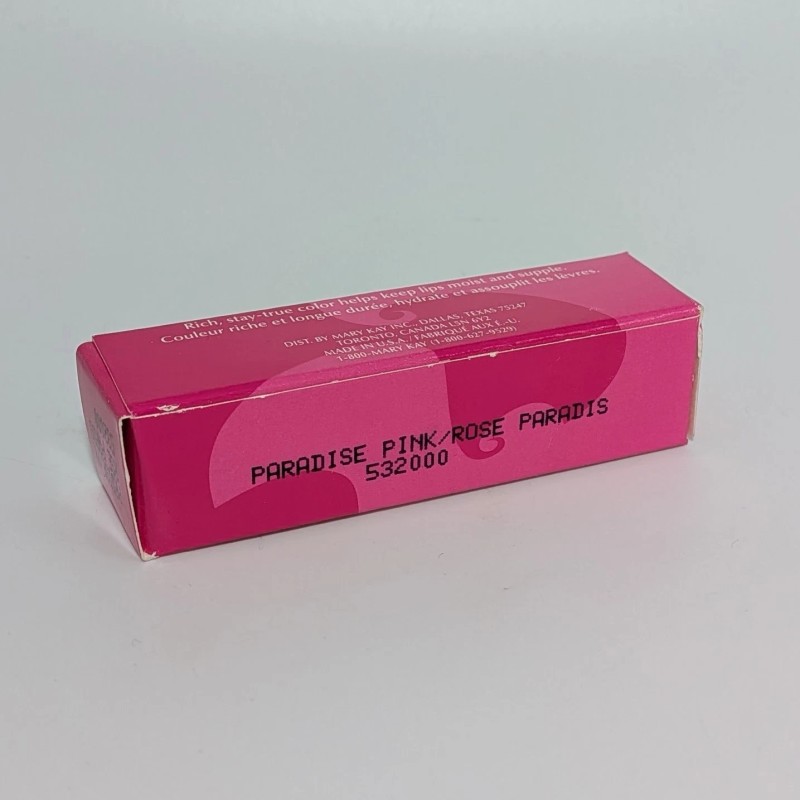 Rich, stay-true color helps keep lips moist and supple.
Couleur riche et longue durée, hydrate et assouplit les lèvres.
DIST. BY MARY KAY INC., DALLAS, TEXAS 75247
TORONTO, CANADA L5N 6Y2
MADE IN U.S.A./FABRIQUÉ AUX É.-U.
1-800-MARY KAY (1-800-627-9529)
PARADISE PINK/ROSE PARADIS
532000